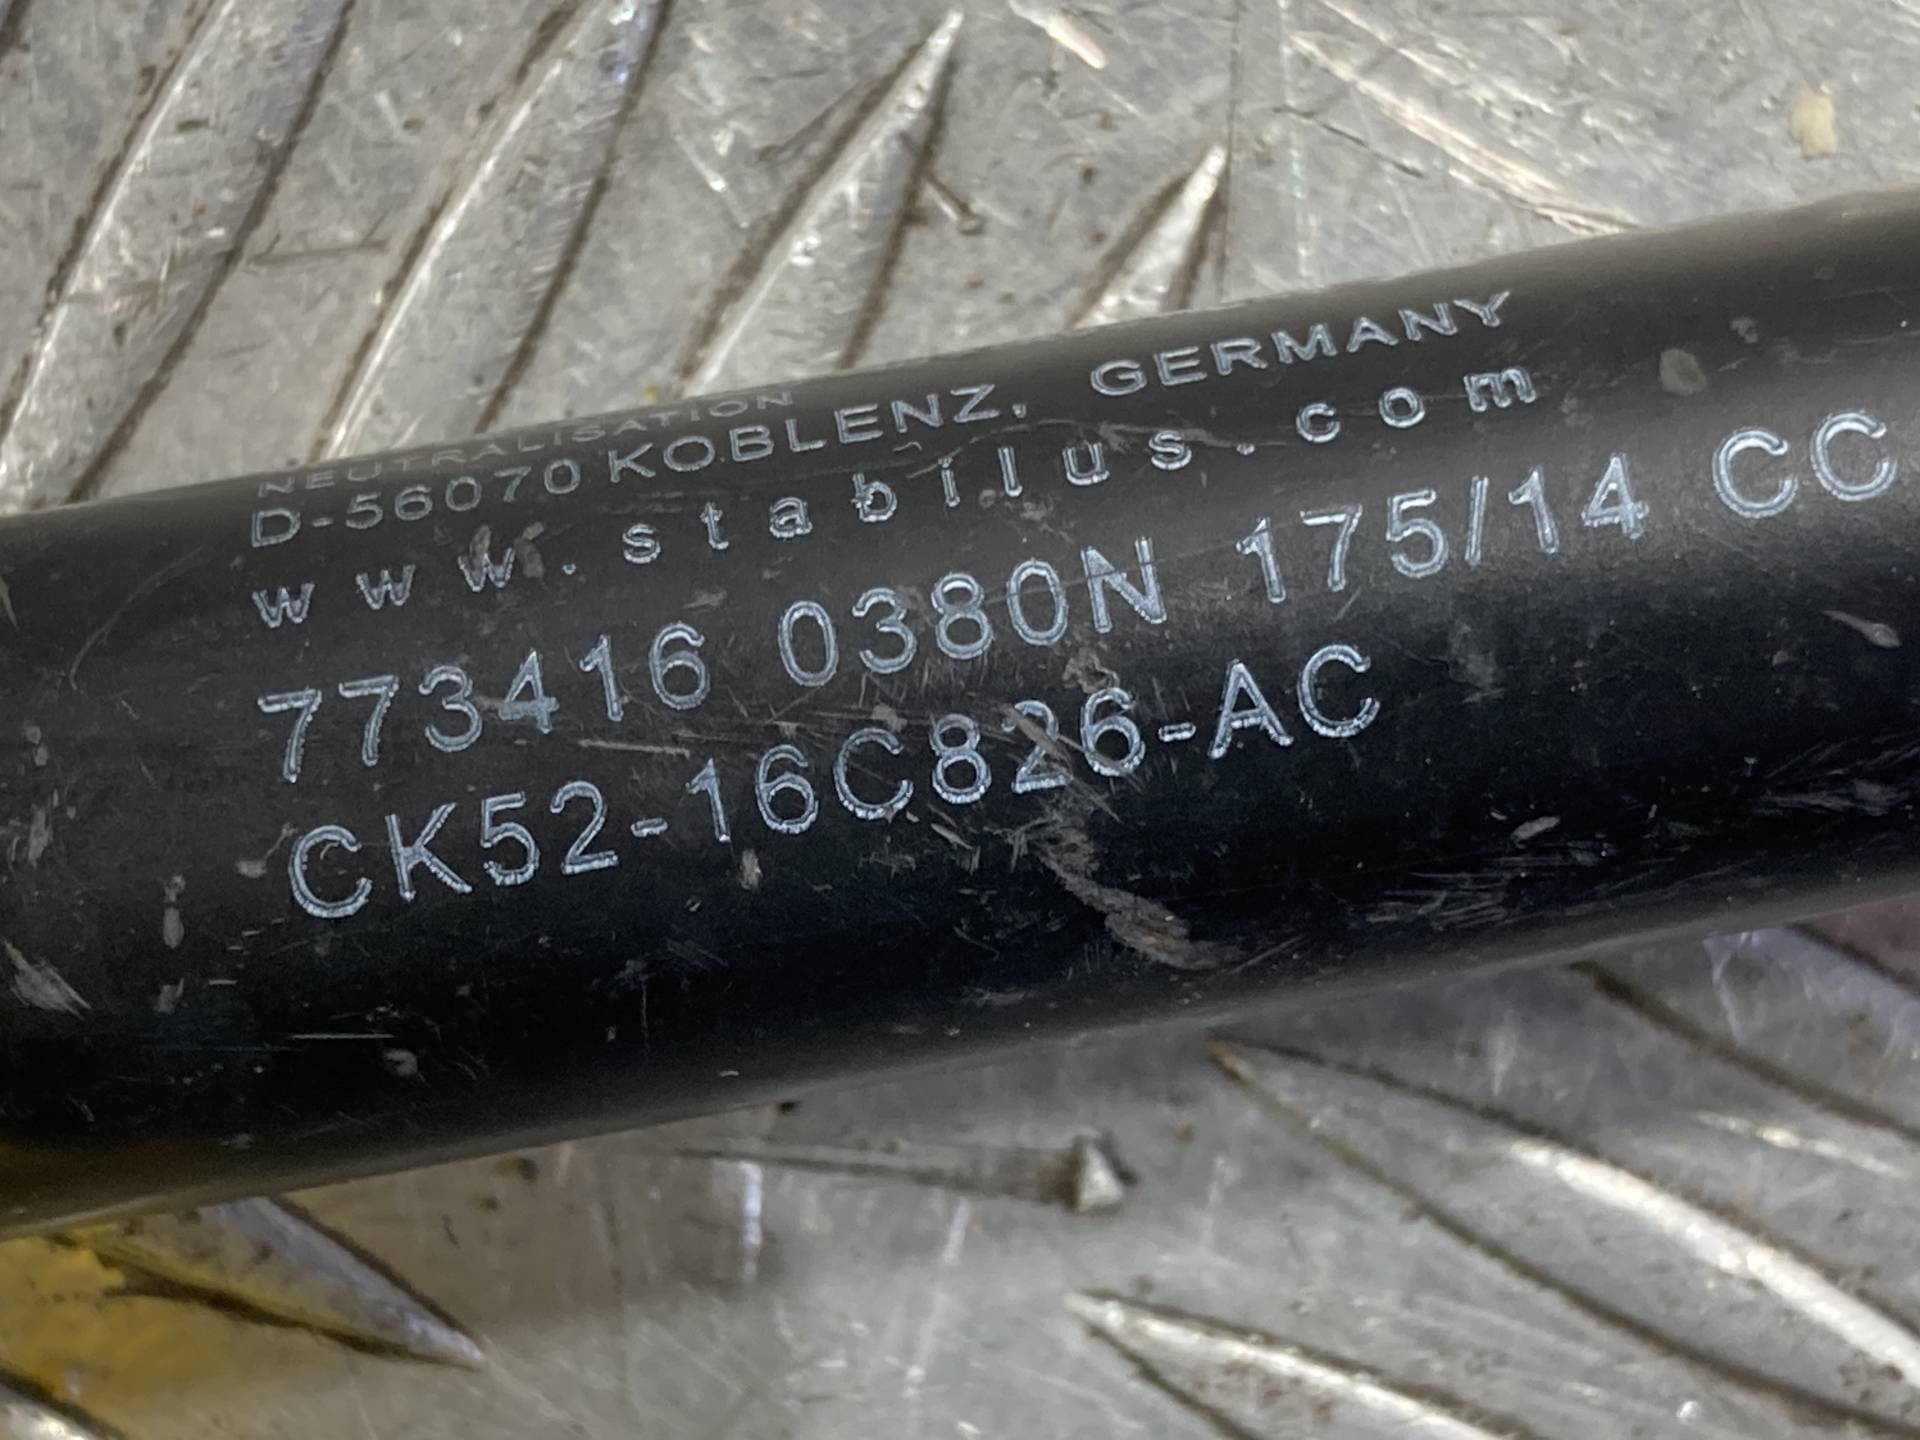 NEUTRALISATION
D-56070 KOBLENZ, GERMANY
www.stabilus.com
773416 0380N 175/14 CC
CK52-16C826-AC